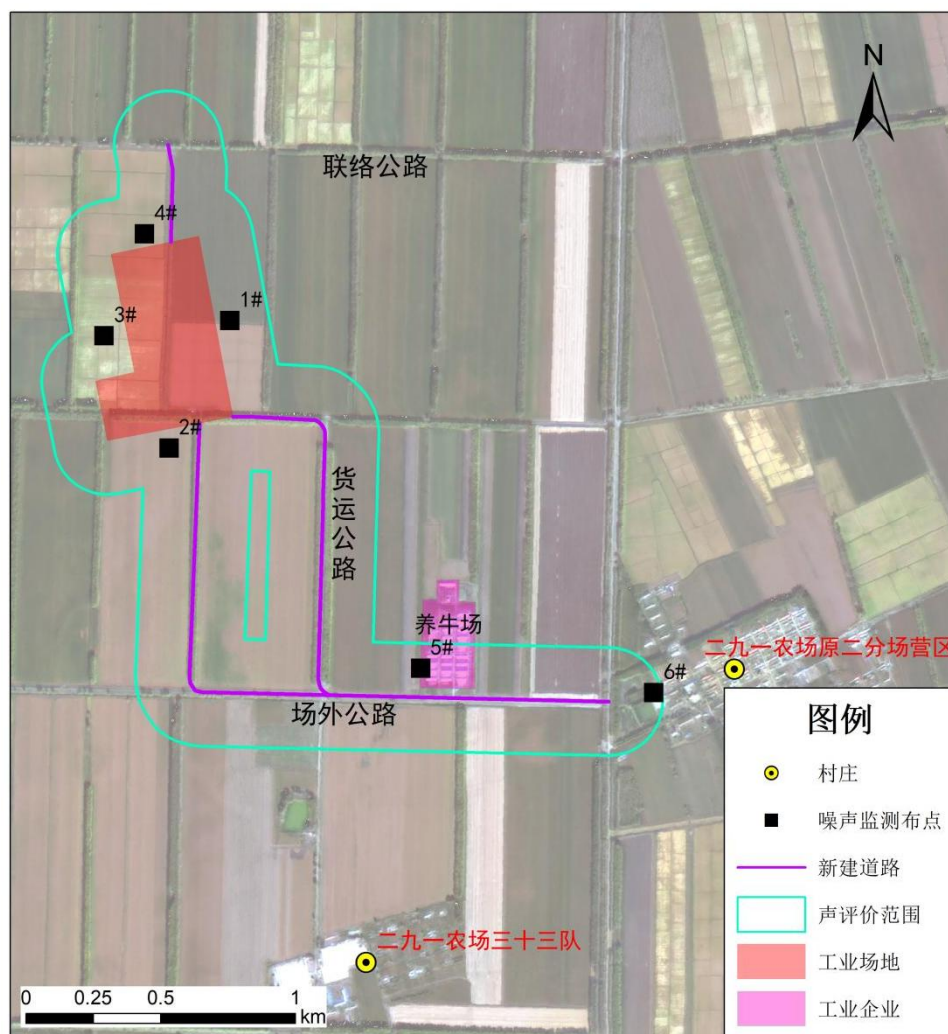 N
联络公路
4#
1#
3#
2#
货运公路
养牛场
5#
二九一农场原二分场营区
6#
场外公路
图例
村庄
噪声监测布点
新建道路
声评价范围
工业场地
工业企业
二九一农场三十三队
0 0.25 0.5 1
km